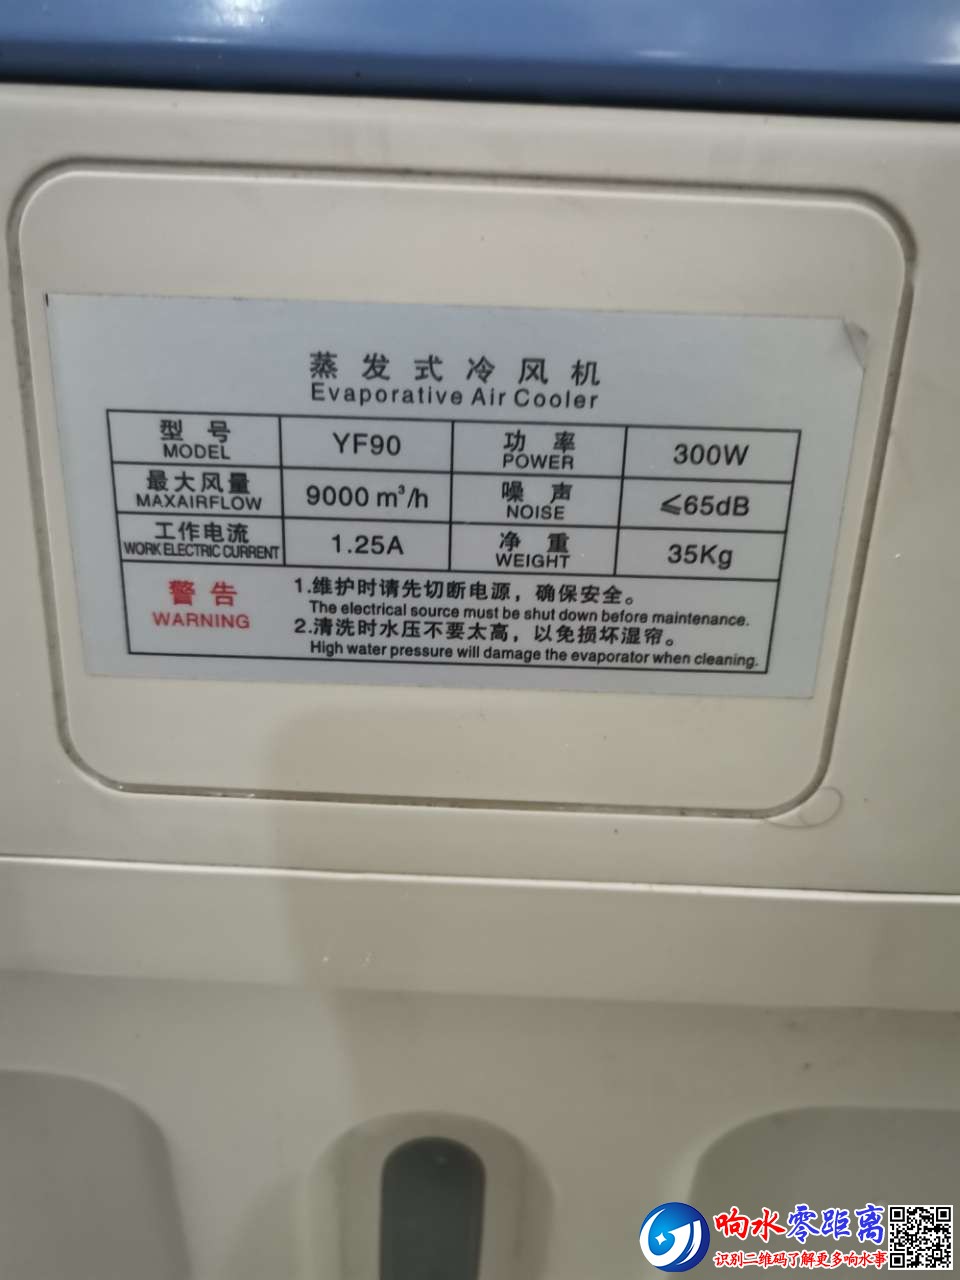 蒸发式冷风机
Evaporative Air Cooler
型号 YF90 功率 300W
MODEL POWER
最大风量 9000 m³/h 噪声 ≤65dB
MAXAIRFLOW NOISE
工作电流 1.25A 净重 35Kg
WORK ELECTRIC CURRENT WEIGHT
警告
WARNING
1.维护时请先切断电源，确保安全。
The electrical source must be shut down before maintenance.
2.清洗时水压不要太高，以免损坏湿帘。
High water pressure will damage the evaporator when cleaning.
响水零距离
识别二维码了解更多响水事